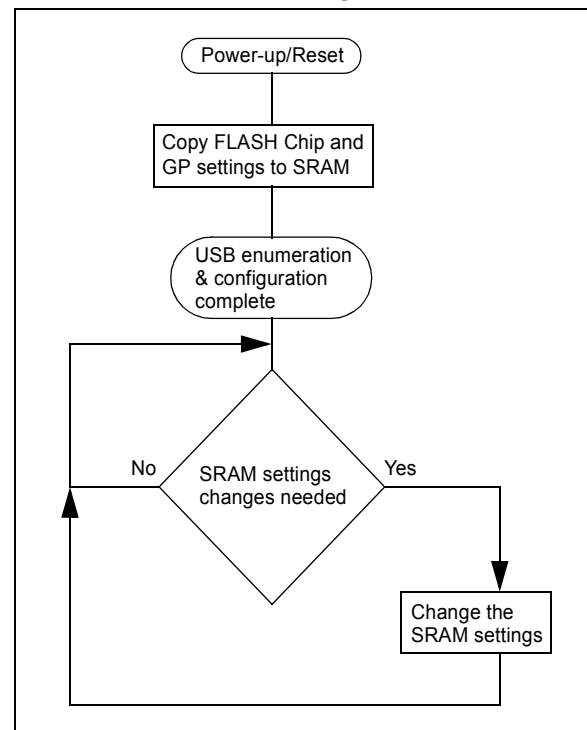 Power-up/Reset
Copy FLASH Chip and
GP settings to SRAM
USB enumeration
& configuration
complete
No
SRAM settings
changes needed
Yes
Change the
SRAM settings